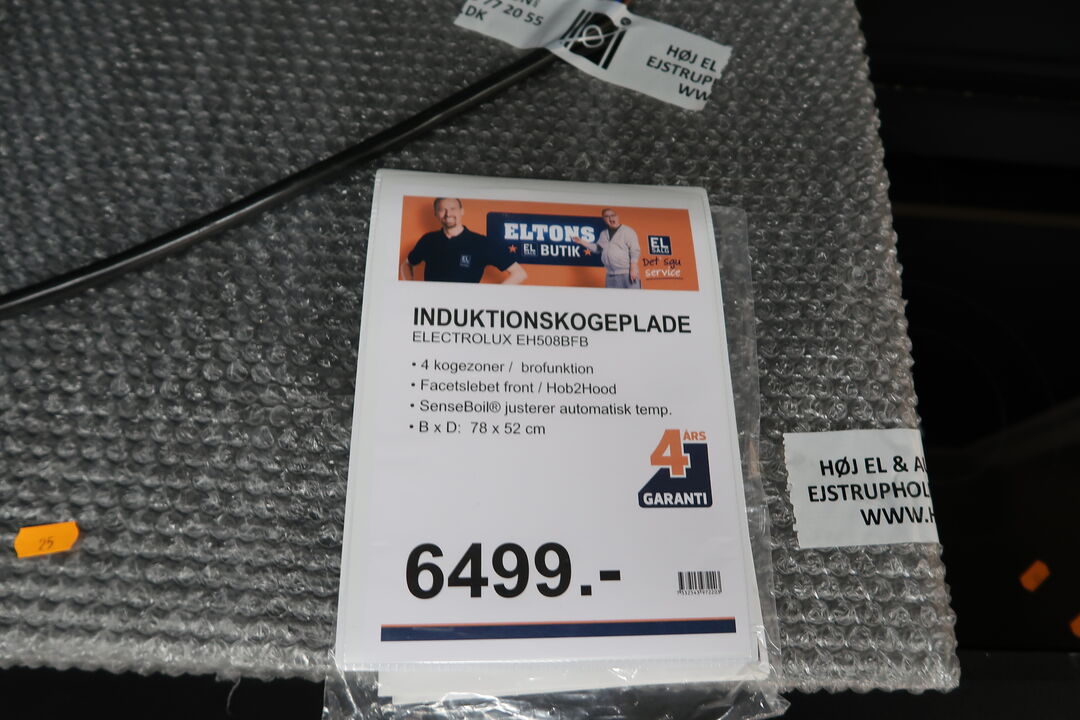 77 20 55
DK
HØJ EL
EJSTRUP
WW
ELTONS
EL BUTIK
EL
SALG
Det sgu
service
INDUKTIONSKOGEPLADE
ELECTROLUX EH508BFB
• 4 kogezoner / brofunktion
• Facetslebet front / Hob2Hood
• SenseBoil® justerer automatisk temp.
• B x D: 78 x 52 cm
4 ÅRS
GARANTI
HØJ EL & A
EJSTRUPHOL
WWW.H
25
6499.-